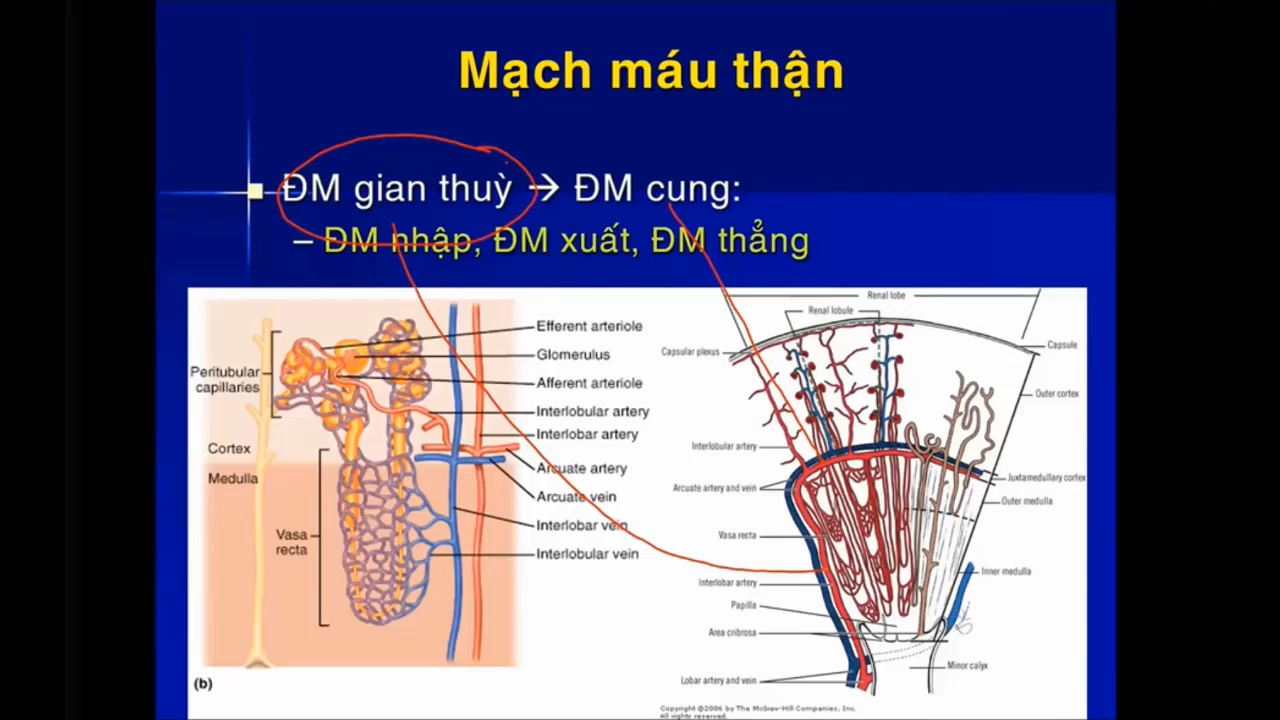 Mạch máu thận
ĐM gian thuỳ → ĐM cung:
– ĐM nhập, ĐM xuất, ĐM thẳng
Peritubular
capillaries
Cortex
Medulla
Vasa
recta
Efferent arteriole
Glomerulus
Afferent arteriole
Interlobular artery
Interlobar artery
Arcuate artery
Arcuate vein
Interlobar vein
Interlobular vein
(b)
Renal lobe
Renal lobule
Capsular plexus
Capsule
Outer cortex
Interlobular artery
Juxtamedullary cortex
Arcuate artery and vein
Outer medulla
Vasa recta
Inner medulla
Interlobar artery
Papilla
Area cribrosa
Minor calyx
Lobar artery and vein
Copyright @2006 by The McGraw-Hill Companies, Inc.
All rights reserved.